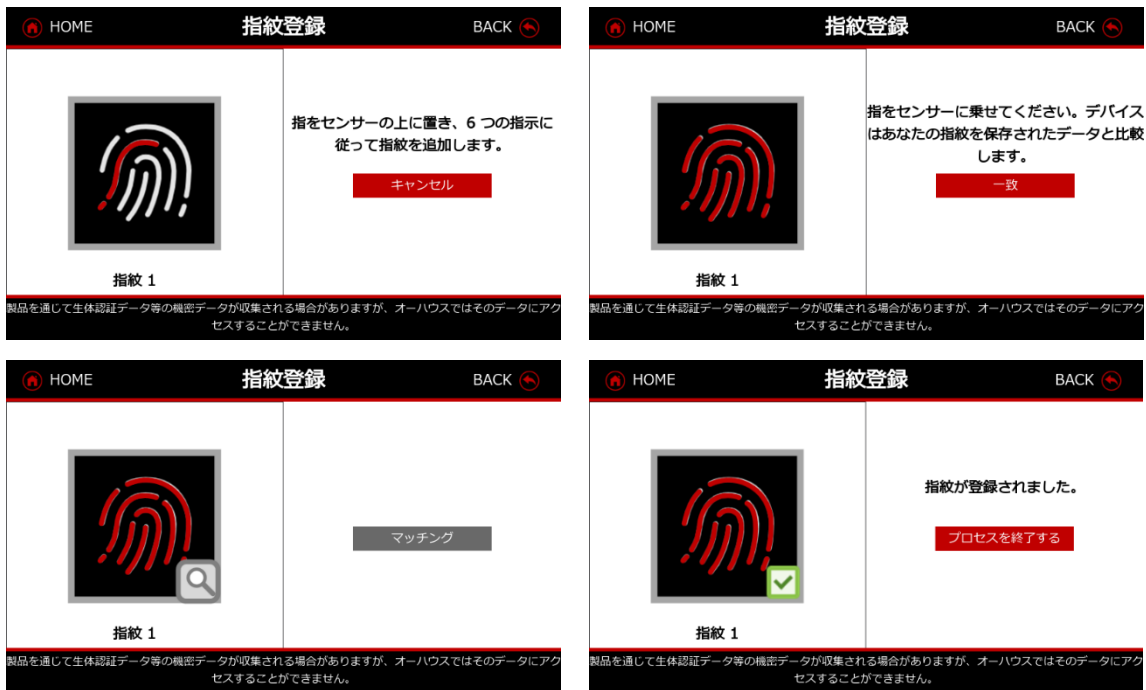 HOME 指紋登録 BACK
指をセンサーの上に置き、6 つの指示に
従って指紋を追加します。
キャンセル
指紋 1
製品を通じて生体認証データ等の機密データが収集される場合がありますが、オーハウスではそのデータにアク
セスすることができません。
HOME 指紋登録 BACK
指をセンサーに乗せてください。デバイス
はあなたの指紋を保存されたデータと比較
します。
一致
指紋 1
製品を通じて生体認証データ等の機密データが収集される場合がありますが、オーハウスではそのデータにアク
セスすることができません。
HOME 指紋登録 BACK
マッチング
指紋 1
製品を通じて生体認証データ等の機密データが収集される場合がありますが、オーハウスではそのデータにアク
セスすることができません。
HOME 指紋登録 BACK
指紋が登録されました。
プロセスを終了する
指紋 1
製品を通じて生体認証データ等の機密データが収集される場合がありますが、オーハウスではそのデータにアク
セスすることができません。